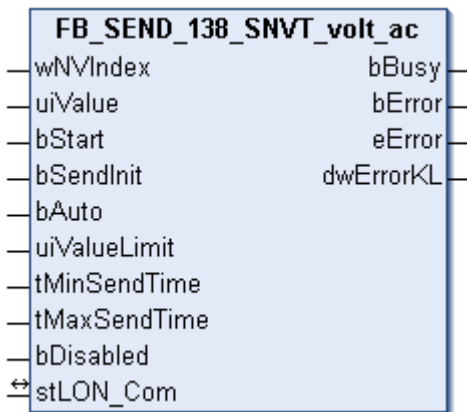 FB_SEND_138_SNVT_volt_ac
wNVIndex bBusy
uiValue bError
bStart eError
bSendInit dwErrorKL
bAuto
uiValueLimit
tMinSendTime
tMaxSendTime
bDisabled
stLON_Com